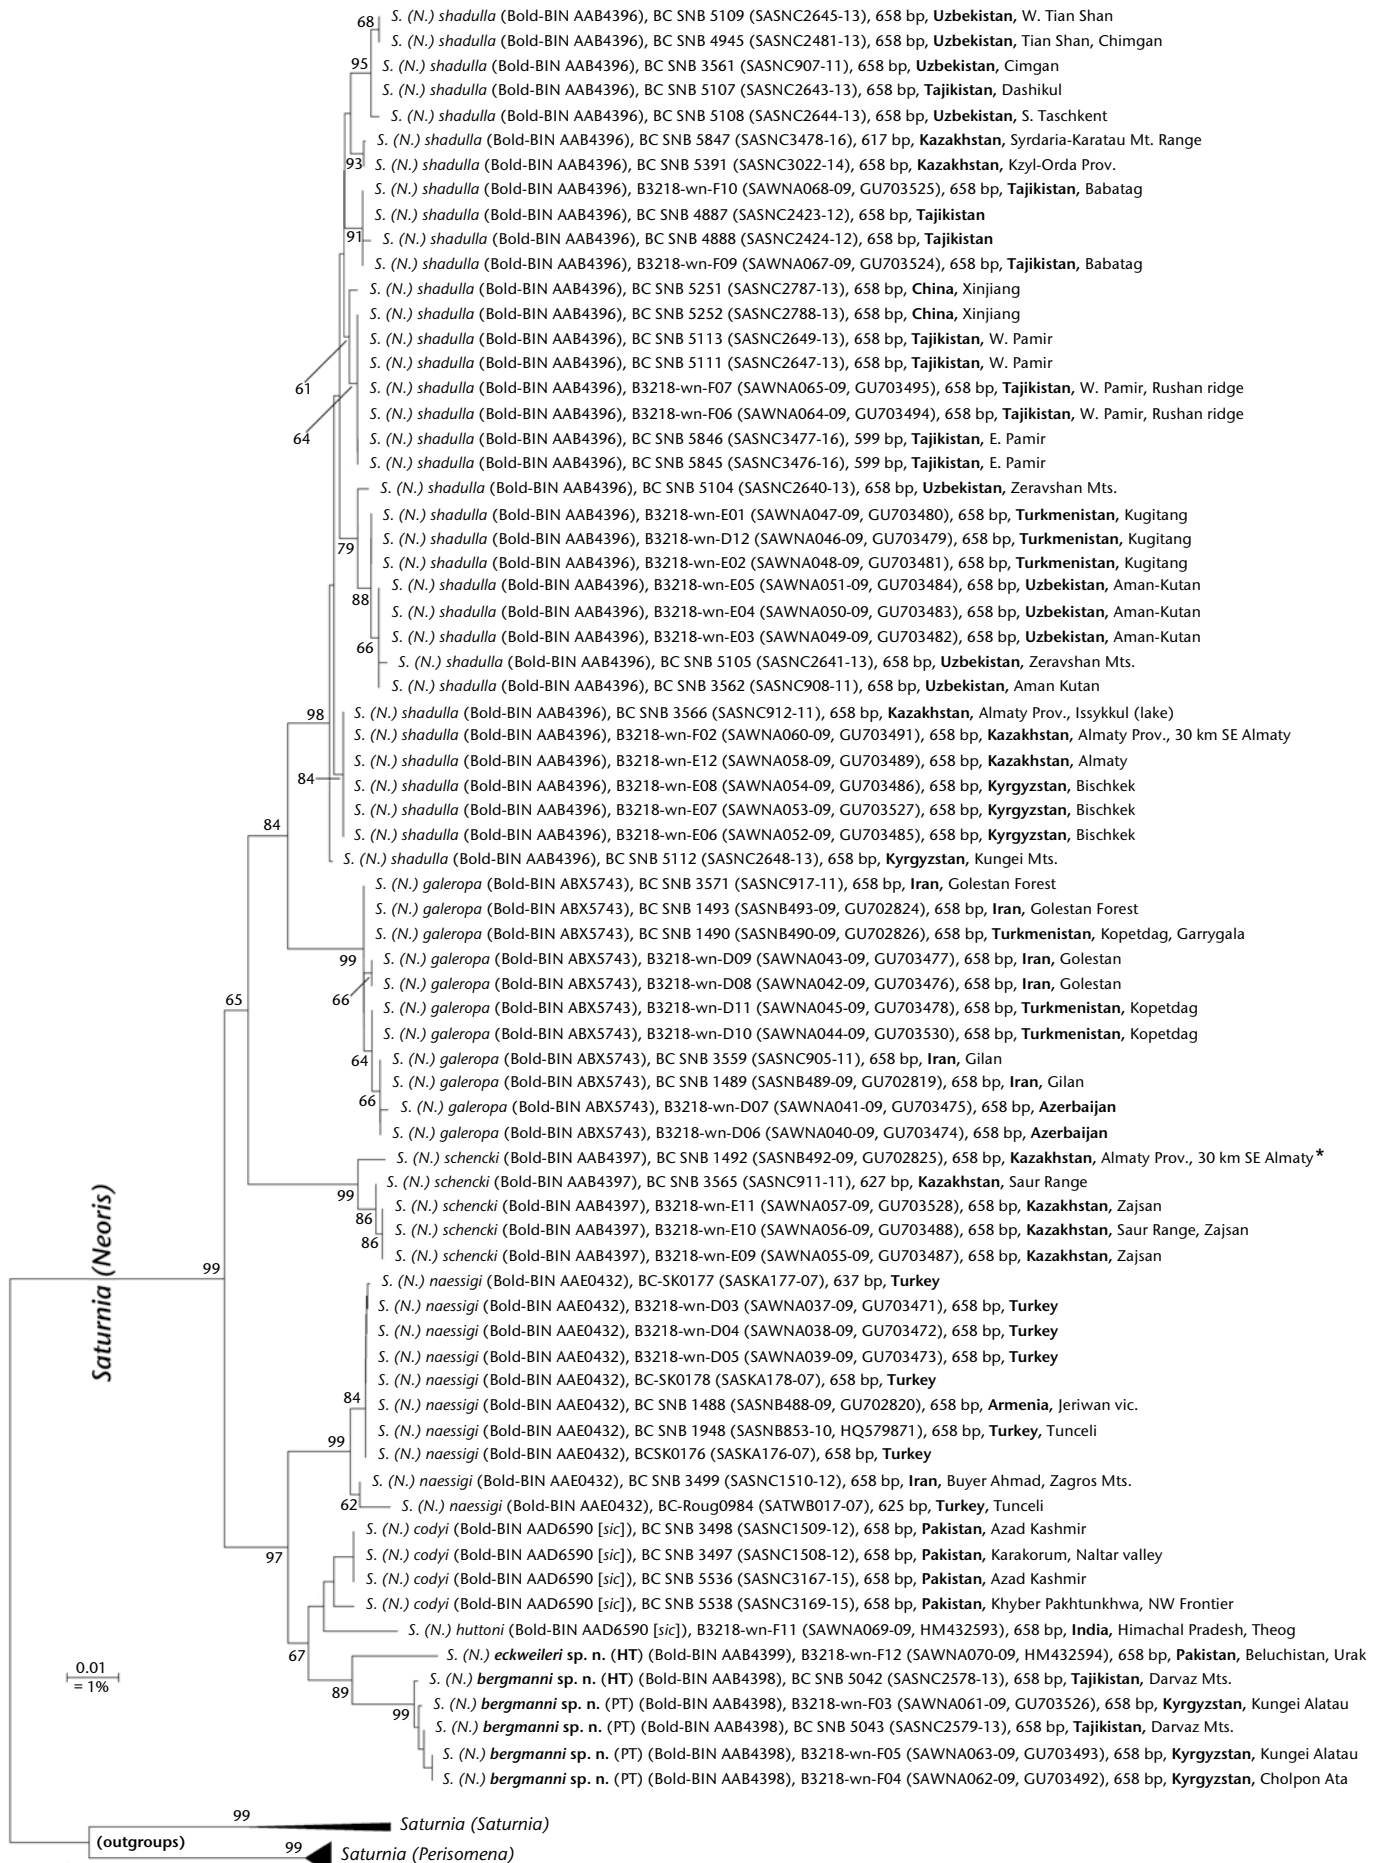 68
S. (N.) shadulla (Bold-BIN AAB4396), BC SNB 5109 (SASNC2645-13), 658 bp, Uzbekistan, W. Tian Shan
S. (N.) shadulla (Bold-BIN AAB4396), BC SNB 4945 (SASNC2481-13), 658 bp, Uzbekistan, Tian Shan, Chimgan
95
S. (N.) shadulla (Bold-BIN AAB4396), BC SNB 3561 (SASNC907-11), 658 bp, Uzbekistan, Cimgan
S. (N.) shadulla (Bold-BIN AAB4396), BC SNB 5107 (SASNC2643-13), 658 bp, Tajikistan, Dashikul
S. (N.) shadulla (Bold-BIN AAB4396), BC SNB 5108 (SASNC2644-13), 658 bp, Uzbekistan, S. Taschkent
S. (N.) shadulla (Bold-BIN AAB4396), BC SNB 5847 (SASNC3478-16), 617 bp, Kazakhstan, Syrdaria-Karatau Mt. Range
93
S. (N.) shadulla (Bold-BIN AAB4396), BC SNB 5391 (SASNC3022-14), 658 bp, Kazakhstan, Kzyl-Orda Prov.
S. (N.) shadulla (Bold-BIN AAB4396), B3218-wn-F10 (SAWNA068-09, GU703525), 658 bp, Tajikistan, Babatag
S. (N.) shadulla (Bold-BIN AAB4396), BC SNB 4887 (SASNC2423-12), 658 bp, Tajikistan
91
S. (N.) shadulla (Bold-BIN AAB4396), BC SNB 4888 (SASNC2424-12), 658 bp, Tajikistan
S. (N.) shadulla (Bold-BIN AAB4396), B3218-wn-F09 (SAWNA067-09, GU703524), 658 bp, Tajikistan, Babatag
S. (N.) shadulla (Bold-BIN AAB4396), BC SNB 5251 (SASNC2787-13), 658 bp, China, Xinjiang
S. (N.) shadulla (Bold-BIN AAB4396), BC SNB 5252 (SASNC2788-13), 658 bp, China, Xinjiang
S. (N.) shadulla (Bold-BIN AAB4396), BC SNB 5113 (SASNC2649-13), 658 bp, Tajikistan, W. Pamir
S. (N.) shadulla (Bold-BIN AAB4396), BC SNB 5111 (SASNC2647-13), 658 bp, Tajikistan, W. Pamir
61
S. (N.) shadulla (Bold-BIN AAB4396), B3218-wn-F07 (SAWNA065-09, GU703495), 658 bp, Tajikistan, W. Pamir, Rushan ridge
S. (N.) shadulla (Bold-BIN AAB4396), B3218-wn-F06 (SAWNA064-09, GU703494), 658 bp, Tajikistan, W. Pamir, Rushan ridge
64
S. (N.) shadulla (Bold-BIN AAB4396), BC SNB 5846 (SASNC3477-16), 599 bp, Tajikistan, E. Pamir
S. (N.) shadulla (Bold-BIN AAB4396), BC SNB 5845 (SASNC3476-16), 599 bp, Tajikistan, E. Pamir
S. (N.) shadulla (Bold-BIN AAB4396), BC SNB 5104 (SASNC2640-13), 658 bp, Uzbekistan, Zeravshan Mts.
S. (N.) shadulla (Bold-BIN AAB4396), B3218-wn-E01 (SAWNA047-09, GU703480), 658 bp, Turkmenistan, Kugitang
S. (N.) shadulla (Bold-BIN AAB4396), B3218-wn-D12 (SAWNA046-09, GU703479), 658 bp, Turkmenistan, Kugitang
79
S. (N.) shadulla (Bold-BIN AAB4396), B3218-wn-E02 (SAWNA048-09, GU703481), 658 bp, Turkmenistan, Kugitang
S. (N.) shadulla (Bold-BIN AAB4396), B3218-wn-E05 (SAWNA051-09, GU703484), 658 bp, Uzbekistan, Aman-Kutan
88
S. (N.) shadulla (Bold-BIN AAB4396), B3218-wn-E04 (SAWNA050-09, GU703483), 658 bp, Uzbekistan, Aman-Kutan
S. (N.) shadulla (Bold-BIN AAB4396), B3218-wn-E03 (SAWNA049-09, GU703482), 658 bp, Uzbekistan, Aman-Kutan
66
S. (N.) shadulla (Bold-BIN AAB4396), BC SNB 5105 (SASNC2641-13), 658 bp, Uzbekistan, Zeravshan Mts.
S. (N.) shadulla (Bold-BIN AAB4396), BC SNB 3562 (SASNC908-11), 658 bp, Uzbekistan, Aman Kutan
98
S. (N.) shadulla (Bold-BIN AAB4396), BC SNB 3566 (SASNC912-11), 658 bp, Kazakhstan, Almaty Prov., Issykkul (lake)
S. (N.) shadulla (Bold-BIN AAB4396), B3218-wn-F02 (SAWNA060-09, GU703491), 658 bp, Kazakhstan, Almaty Prov., 30 km SE Almaty
S. (N.) shadulla (Bold-BIN AAB4396), B3218-wn-E12 (SAWNA058-09, GU703489), 658 bp, Kazakhstan, Almaty
84
S. (N.) shadulla (Bold-BIN AAB4396), B3218-wn-E08 (SAWNA054-09, GU703486), 658 bp, Kyrgyzstan, Bischkek
S. (N.) shadulla (Bold-BIN AAB4396), B3218-wn-E07 (SAWNA053-09, GU703527), 658 bp, Kyrgyzstan, Bischkek
84
S. (N.) shadulla (Bold-BIN AAB4396), B3218-wn-E06 (SAWNA052-09, GU703485), 658 bp, Kyrgyzstan, Bischkek
S. (N.) shadulla (Bold-BIN AAB4396), BC SNB 5112 (SASNC2648-13), 658 bp, Kyrgyzstan, Kungei Mts.
S. (N.) galeropa (Bold-BIN ABX5743), BC SNB 3571 (SASNC917-11), 658 bp, Iran, Golestan Forest
S. (N.) galeropa (Bold-BIN ABX5743), BC SNB 1493 (SASNB493-09, GU702824), 658 bp, Iran, Golestan Forest
S. (N.) galeropa (Bold-BIN ABX5743), BC SNB 1490 (SASNB490-09, GU702826), 658 bp, Turkmenistan, Kopetdag, Garrygala
99
S. (N.) galeropa (Bold-BIN ABX5743), B3218-wn-D09 (SAWNA043-09, GU703477), 658 bp, Iran, Golestan
S. (N.) galeropa (Bold-BIN ABX5743), B3218-wn-D08 (SAWNA042-09, GU703476), 658 bp, Iran, Golestan
66
65
S. (N.) galeropa (Bold-BIN ABX5743), B3218-wn-D11 (SAWNA045-09, GU703478), 658 bp, Turkmenistan, Kopetdag
S. (N.) galeropa (Bold-BIN ABX5743), B3218-wn-D10 (SAWNA044-09, GU703530), 658 bp, Turkmenistan, Kopetdag
64
S. (N.) galeropa (Bold-BIN ABX5743), BC SNB 3559 (SASNC905-11), 658 bp, Iran, Gilan
S. (N.) galeropa (Bold-BIN ABX5743), BC SNB 1489 (SASNB489-09, GU702819), 658 bp, Iran, Gilan
66
S. (N.) galeropa (Bold-BIN ABX5743), B3218-wn-D07 (SAWNA041-09, GU703475), 658 bp, Azerbaijan
S. (N.) galeropa (Bold-BIN ABX5743), B3218-wn-D06 (SAWNA040-09, GU703474), 658 bp, Azerbaijan
S. (N.) schencki (Bold-BIN AAB4397), BC SNB 1492 (SASNB492-09, GU702825), 658 bp, Kazakhstan, Almaty Prov., 30 km SE Almaty*
99
S. (N.) schencki (Bold-BIN AAB4397), BC SNB 3565 (SASNC911-11), 627 bp, Kazakhstan, Saur Range
S. (N.) schencki (Bold-BIN AAB4397), B3218-wn-E11 (SAWNA057-09, GU703528), 658 bp, Kazakhstan, Zajsan
86
S. (N.) schencki (Bold-BIN AAB4397), B3218-wn-E10 (SAWNA056-09, GU703488), 658 bp, Kazakhstan, Saur Range, Zajsan
86
S. (N.) schencki (Bold-BIN AAB4397), B3218-wn-E09 (SAWNA055-09, GU703487), 658 bp, Kazakhstan, Zajsan
Saturnia (Neoris)
99
S. (N.) naessigi (Bold-BIN AAE0432), BC-SK0177 (SASKA177-07), 637 bp, Turkey
S. (N.) naessigi (Bold-BIN AAE0432), B3218-wn-D03 (SAWNA037-09, GU703471), 658 bp, Turkey
S. (N.) naessigi (Bold-BIN AAE0432), B3218-wn-D04 (SAWNA038-09, GU703472), 658 bp, Turkey
S. (N.) naessigi (Bold-BIN AAE0432), B3218-wn-D05 (SAWNA039-09, GU703473), 658 bp, Turkey
S. (N.) naessigi (Bold-BIN AAE0432), BC-SK0178 (SASKA178-07), 658 bp, Turkey
84
S. (N.) naessigi (Bold-BIN AAE0432), BC SNB 1488 (SASNB488-09, GU702820), 658 bp, Armenia, Jeriwan vic.
S. (N.) naessigi (Bold-BIN AAE0432), BC SNB 1948 (SASNB853-10, HQ579871), 658 bp, Turkey, Tunceli
99
S. (N.) naessigi (Bold-BIN AAE0432), BCSK0176 (SASKA176-07), 658 bp, Turkey
S. (N.) naessigi (Bold-BIN AAE0432), BC SNB 3499 (SASNC1510-12), 658 bp, Iran, Buyer Ahmad, Zagros Mts.
62
S. (N.) naessigi (Bold-BIN AAE0432), BC-Roug0984 (SATWB017-07), 625 bp, Turkey, Tunceli
S. (N.) codyi (Bold-BIN AAD6590 [sic]), BC SNB 3498 (SASNC1509-12), 658 bp, Pakistan, Azad Kashmir
97
S. (N.) codyi (Bold-BIN AAD6590 [sic]), BC SNB 3497 (SASNC1508-12), 658 bp, Pakistan, Karakorum, Naltar valley
S. (N.) codyi (Bold-BIN AAD6590 [sic]), BC SNB 5536 (SASNC3167-15), 658 bp, Pakistan, Azad Kashmir
S. (N.) codyi (Bold-BIN AAD6590 [sic]), BC SNB 5538 (SASNC3169-15), 658 bp, Pakistan, Khyber Pakhtunkhwa, NW Frontier
S. (N.) huttoni (Bold-BIN AAD6590 [sic]), B3218-wn-F11 (SAWNA069-09, HM432593), 658 bp, India, Himachal Pradesh, Theog
67
S. (N.) eckweileri sp. n. (HT) (Bold-BIN AAB4399), B3218-wn-F12 (SAWNA070-09, HM432594), 658 bp, Pakistan, Beluchistan, Urak
0.01
= 1%
S. (N.) bergmanni sp. n. (HT) (Bold-BIN AAB4398), BC SNB 5042 (SASNC2578-13), 658 bp, Tajikistan, Darvaz Mts.
89
S. (N.) bergmanni sp. n. (PT) (Bold-BIN AAB4398), B3218-wn-F03 (SAWNA061-09, GU703526), 658 bp, Kyrgyzstan, Kungei Alatau
99
S. (N.) bergmanni sp. n. (PT) (Bold-BIN AAB4398), BC SNB 5043 (SASNC2579-13), 658 bp, Tajikistan, Darvaz Mts.
S. (N.) bergmanni sp. n. (PT) (Bold-BIN AAB4398), B3218-wn-F05 (SAWNA063-09, GU703493), 658 bp, Kyrgyzstan, Kungei Alatau
S. (N.) bergmanni sp. n. (PT) (Bold-BIN AAB4398), B3218-wn-F04 (SAWNA062-09, GU703492), 658 bp, Kyrgyzstan, Cholpon Ata
99
Saturnia (Saturnia)
(outgroups)
99
Saturnia (Perisomena)